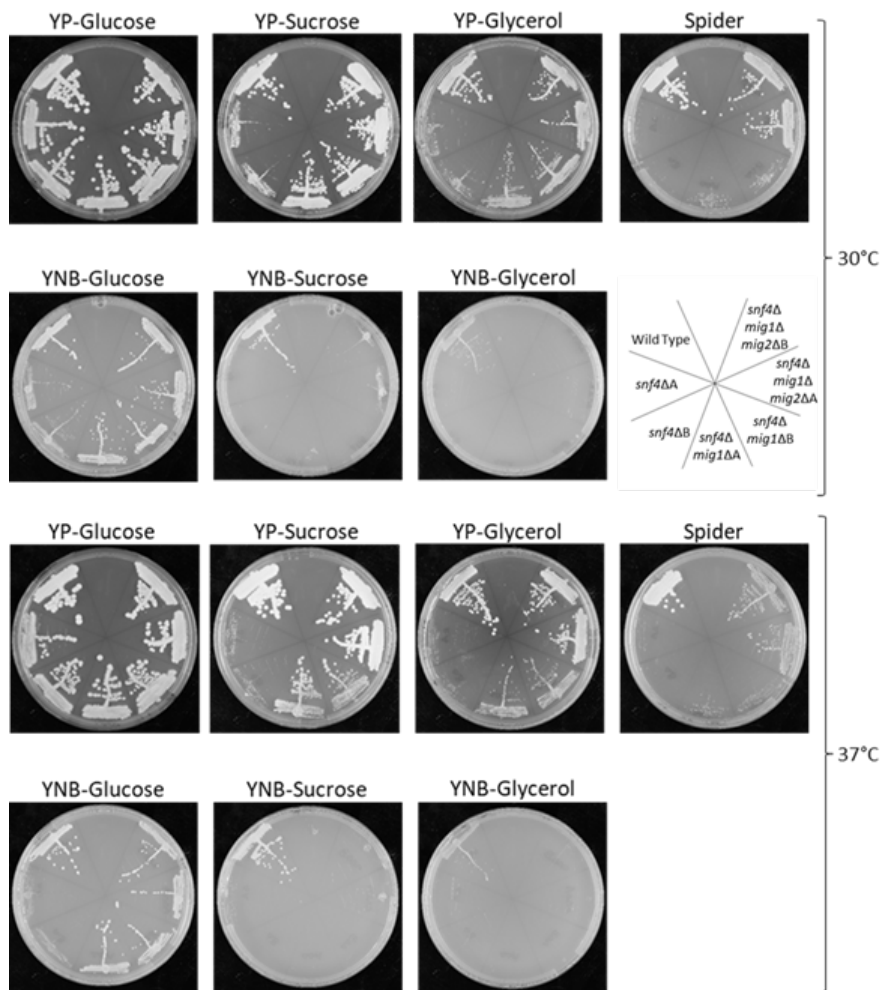 YP-Glucose
YP-Sucrose
YP-Glycerol
Spider
30°C
YNB-Glucose
YNB-Sucrose
YNB-Glycerol
Wild Type
snf4Δ
mig1Δ
mig2ΔB
snf4ΔA
snf4Δ
mig1Δ
mig2ΔA
snf4ΔB
snf4Δ
mig1ΔA
snf4Δ
mig1ΔB
YP-Glucose
YP-Sucrose
YP-Glycerol
Spider
37°C
YNB-Glucose
YNB-Sucrose
YNB-Glycerol